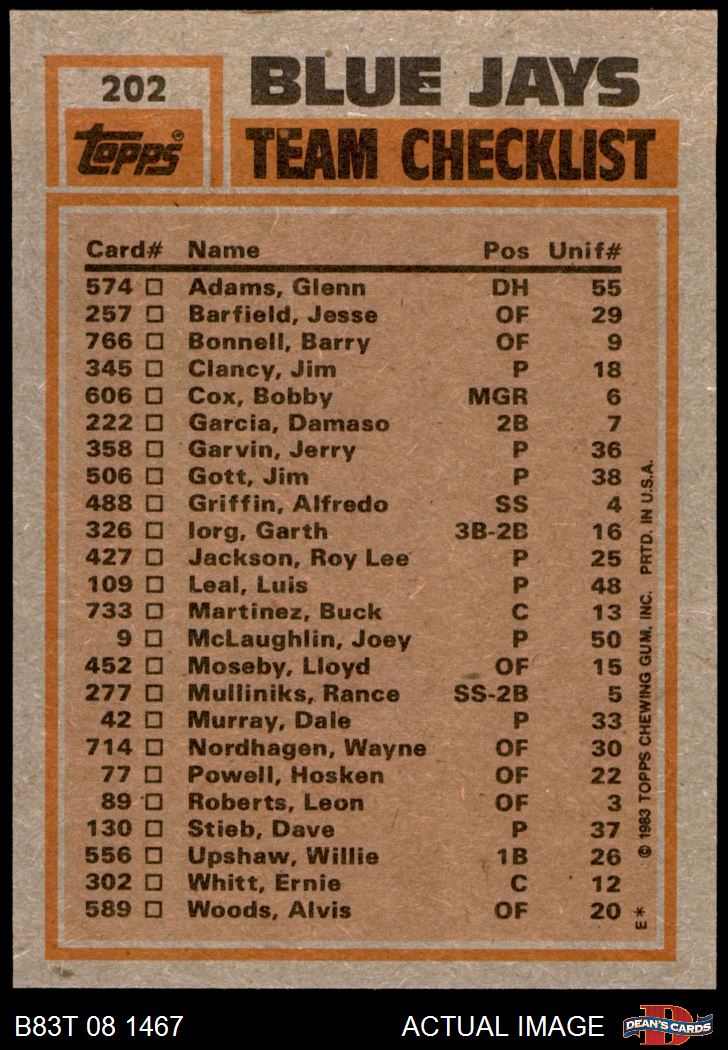 202
Topps®
BLUE JAYS
TEAM CHECKLIST
Card# Name Pos Unif#
574 □ Adams, Glenn DH 55
257 □ Barfield, Jesse OF 29
766 □ Bonnell, Barry OF 9
345 □ Clancy, Jim P 18
606 □ Cox, Bobby MGR 6
222 □ Garcia, Damaso 2B 7
358 □ Garvin, Jerry P 36
506 □ Gott, Jim P 38
488 □ Griffin, Alfredo SS 4
326 □ Iorg, Garth 3B-2B 16
427 □ Jackson, Roy Lee P 25
109 □ Leal, Luis P 48
733 □ Martinez, Buck C 13
9 □ McLaughlin, Joey P 50
452 □ Moseby, Lloyd OF 15
277 □ Mulliniks, Rance SS-2B 5
42 □ Murray, Dale P 33
714 □ Nordhagen, Wayne OF 30
77 □ Powell, Hosken OF 22
89 □ Roberts, Leon OF 3
130 □ Stieb, Dave P 37
556 □ Upshaw, Willie 1B 26
302 □ Whitt, Ernie C 12
589 □ Woods, Alvis OF 20
E* © 1983 TOPPS CHEWING GUM, INC. PRTD. IN U.S.A.
B83T 08 1467 ACTUAL IMAGE
D
DEAN'S CARDS